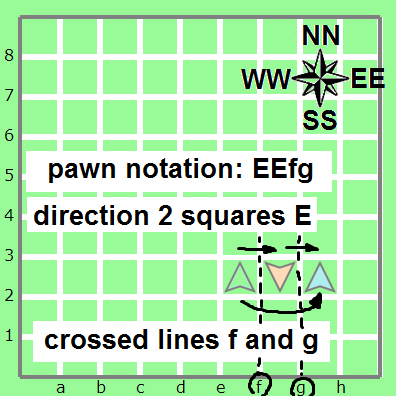 NN
8
WW EE
7
SS
6
5 pawn notation: EEfg
4 direction 2 squares E
3
2
1 crossed lines f and g
a b c d e f g h